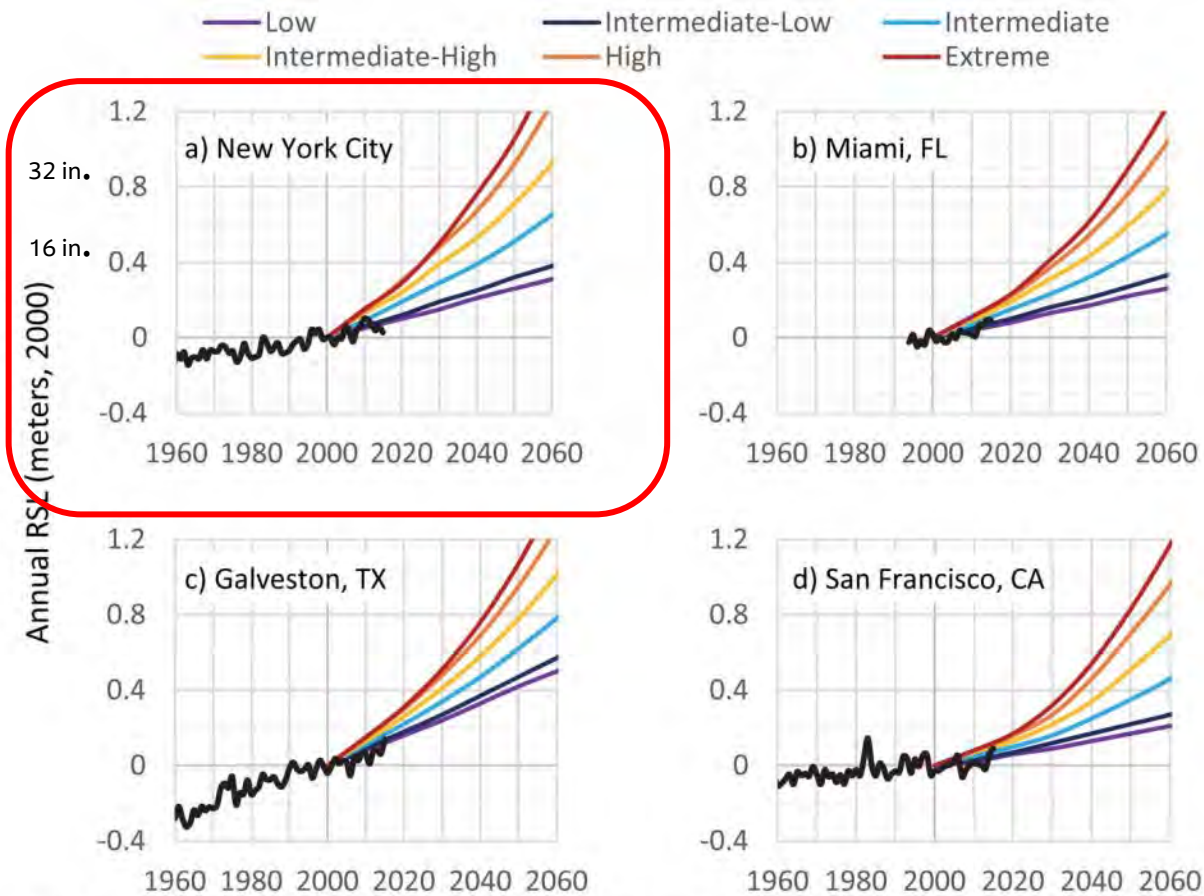 Low Intermediate-Low Intermediate
Intermediate-High High Extreme
Annual RSL (meters, 2000)
32 in.
16 in.
a) New York City
1.2
0.8
0.4
0
-0.4
1960 1980 2000 2020 2040 2060
b) Miami, FL
1.2
0.8
0.4
0
-0.4
1960 1980 2000 2020 2040 2060
c) Galveston, TX
1.2
0.8
0.4
0
-0.4
1960 1980 2000 2020 2040 2060
d) San Francisco, CA
1.2
0.8
0.4
0
-0.4
1960 1980 2000 2020 2040 2060